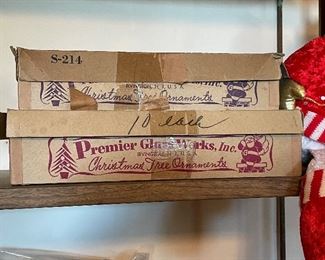 S-214
Christmas Tree Ornaments
10 each
Premier Glass Works, Inc.
N.J., U.S.A.
Christmas Tree Ornaments